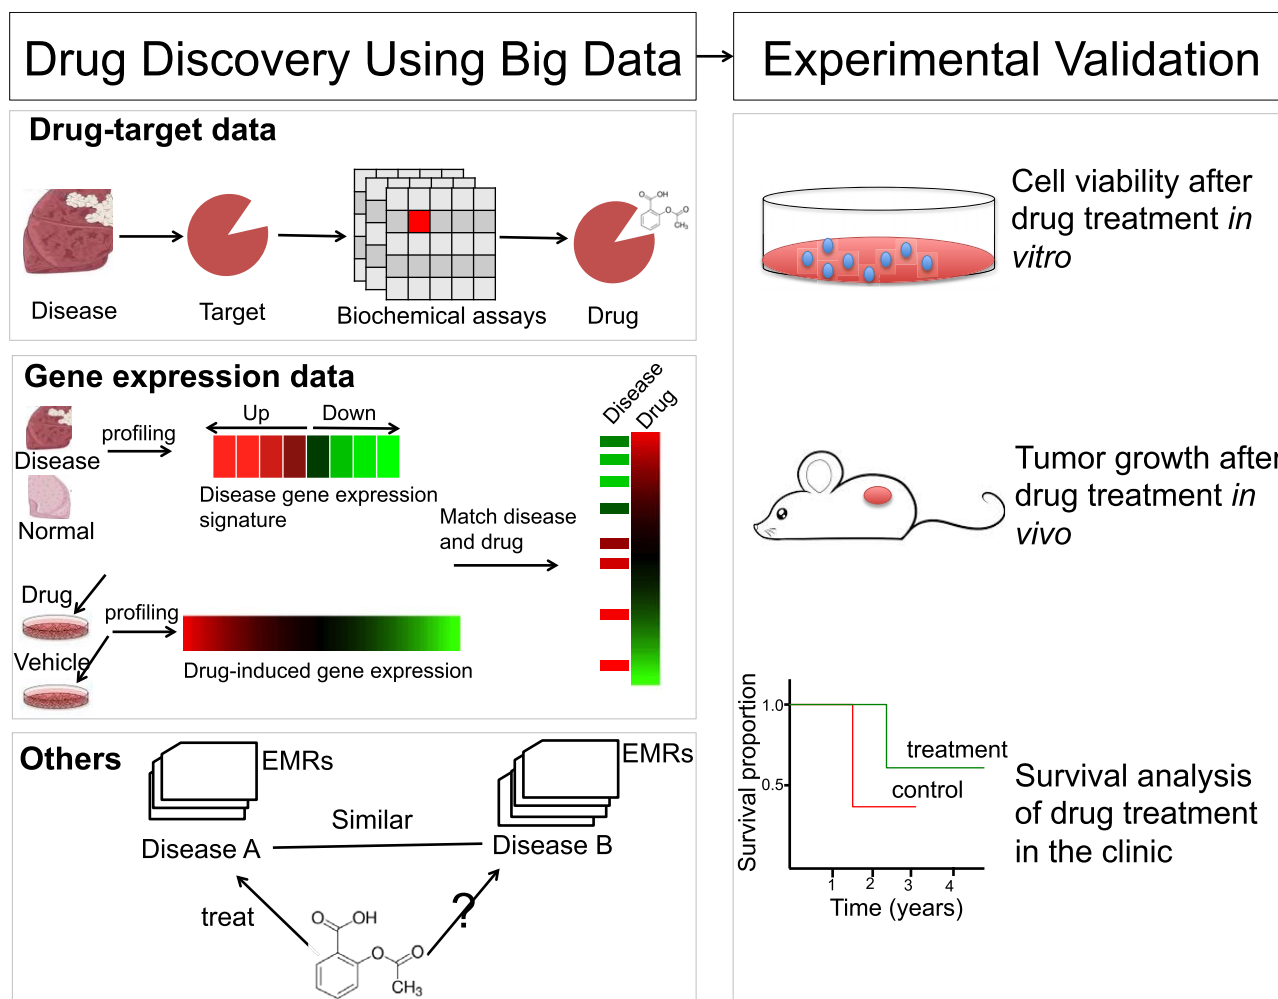 Drug Discovery Using Big Data
Experimental Validation
Drug-target data
OH
O
O
O
CH₃
Disease
Target
Biochemical assays
Drug
Gene expression data
Disease
profiling
Up
Down
Disease gene expression
signature
Normal
Match disease
and drug
Disease
Drug
Drug
profiling
Vehicle
Drug-induced gene expression
Others
EMRs
EMRs
Similar
Disease A
Disease B
treat
?
O
OH
O
O
CH₃
Cell viability after
drug treatment in
vitro
Tumor growth after
drug treatment in
vivo
Survival proportion
1.0
0.5
treatment
control
1 2 3 4
Time (years)
Survival analysis
of drug treatment
in the clinic